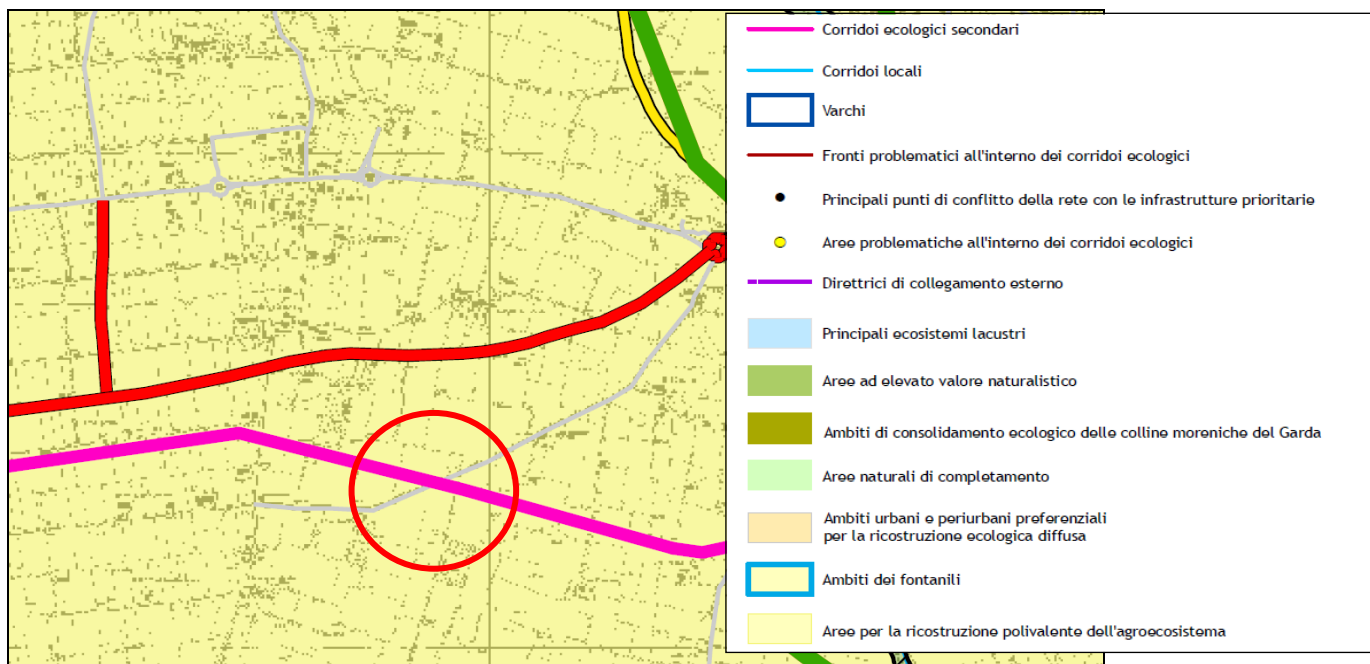 Corridoi ecologici secondari
Corridoi locali
Varchi
Fronti problematici all'interno dei corridoi ecologici
Principali punti di conflitto della rete con le infrastrutture prioritarie
Aree problematiche all'interno dei corridoi ecologici
Direttrici di collegamento esterno
Principali ecosistemi lacustri
Aree ad elevato valore naturalistico
Ambiti di consolidamento ecologico delle colline moreniche del Garda
Aree naturali di completamento
Ambiti urbani e periurbani preferenziali
per la ricostruzione ecologica diffusa
Ambiti dei fontanili
Aree per la ricostruzione polivalente dell'agroecosistema